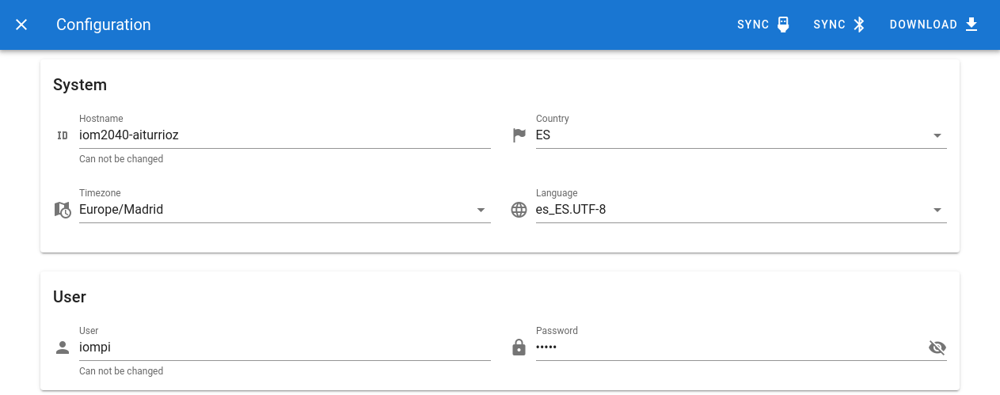 Configuration
SYNC
SYNC
DOWNLOAD
System
ID
Hostname
iom2040-aiturrioz
Can not be changed
Country
ES
Timezone
Europe/Madrid
Language
es_ES.UTF-8
User
User
iompi
Can not be changed
Password
•••••